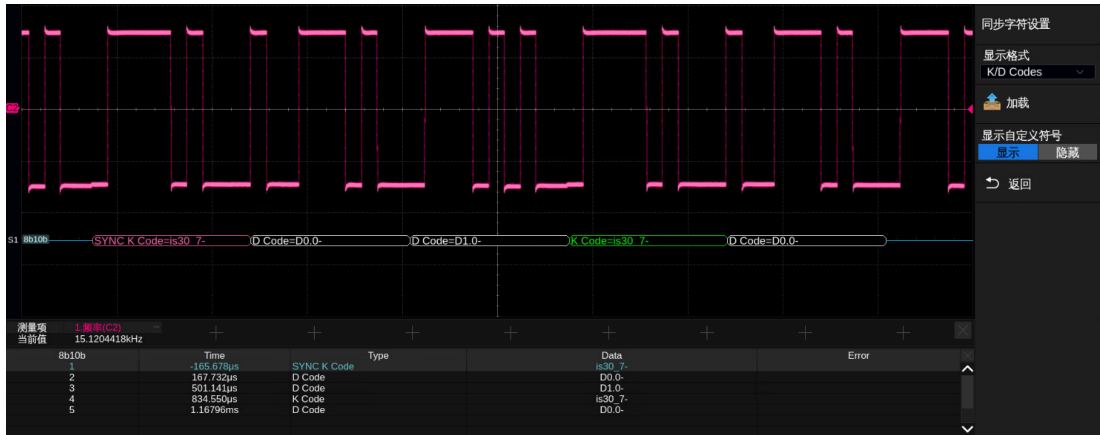 同步字符设置
显示格式
K/D Codes
加载
显示自定义符号
显示 隐藏
返回
C2
S1 8b10b SYNC K Code=is30_7- D Code=D0.0- D Code=D1.0- K Code=is30_7- D Code=D0.0-
测量项 1.频率(C2)
当前值 15.1204418kHz
8b10b Time Type Data Error
1 -165.678μs SYNC K Code is30_7-
2 167.732μs D Code D0.0-
3 501.141μs D Code D1.0-
4 834.550μs K Code is30_7-
5 1.16796ms D Code D0.0-